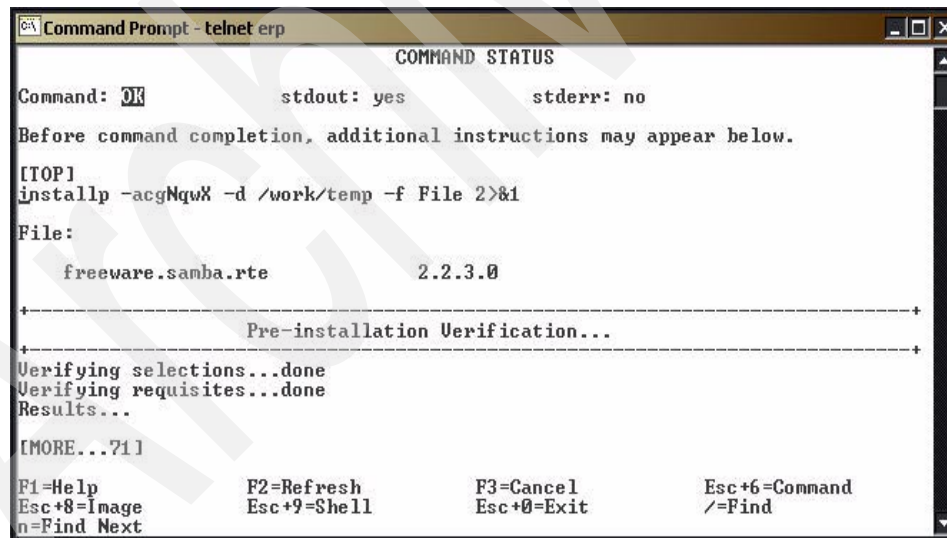 Command Prompt - telnet erp
COMMAND STATUS
Command: OK stdout: yes stderr: no
Before command completion, additional instructions may appear below.
[TOP]
installp -acgNqwX -d /work/temp -f File 2>&1
File:
freeware.samba.rte 2.2.3.0
+-----------------------------------------------------------------------------+
Pre-installation Verification...
+-----------------------------------------------------------------------------+
Verifying selections...done
Verifying requisites...done
Results...
[MORE...71]
F1=Help F2=Refresh F3=Cancel Esc+6=Command
Esc+8=Image Esc+9=Shell Esc+0=Exit /=Find
n=Find Next